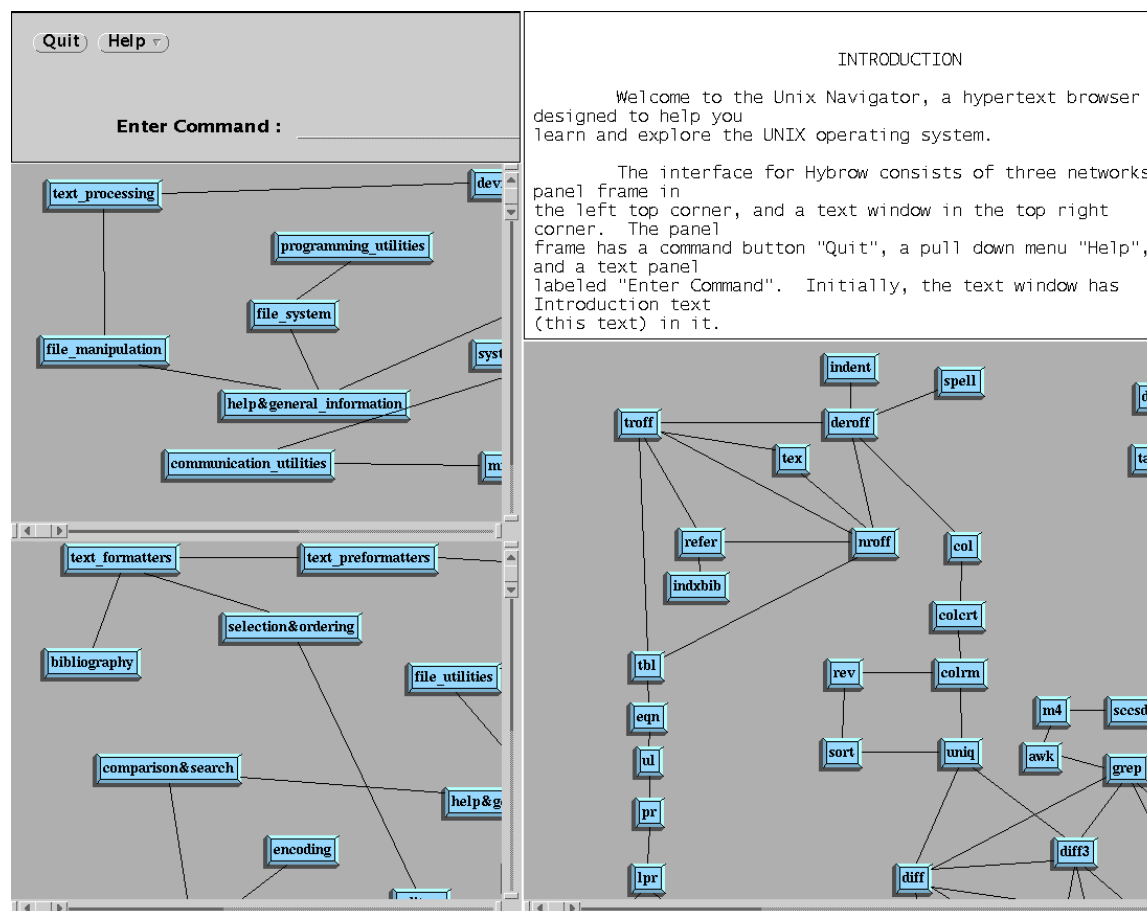 Quit Help
Enter Command :
INTRODUCTION
Welcome to the Unix Navigator, a hypertext browser
designed to help you
learn and explore the UNIX operating system.
The interface for Hybrow consists of three networks
panel frame in
the left top corner, and a text window in the top right
corner. The panel
frame has a command button "Quit", a pull down menu "Help",
and a text panel
labeled "Enter Command". Initially, the text window has
Introduction text
(this text) in it.
text_processing
programming_utilities
file_system
file_manipulation
help&general_information
communication_utilities
text_formatters text_preformatters
selection&ordering
bibliography
file_utilities
comparison&search
encoding
indent
spell
troff
deroff
tex
refer
nroff
col
indxbib
colcrt
tbl
rev
colrm
eqn
m4
sort
uniq
awk
ul
grep
pr
diff3
lpr
diff